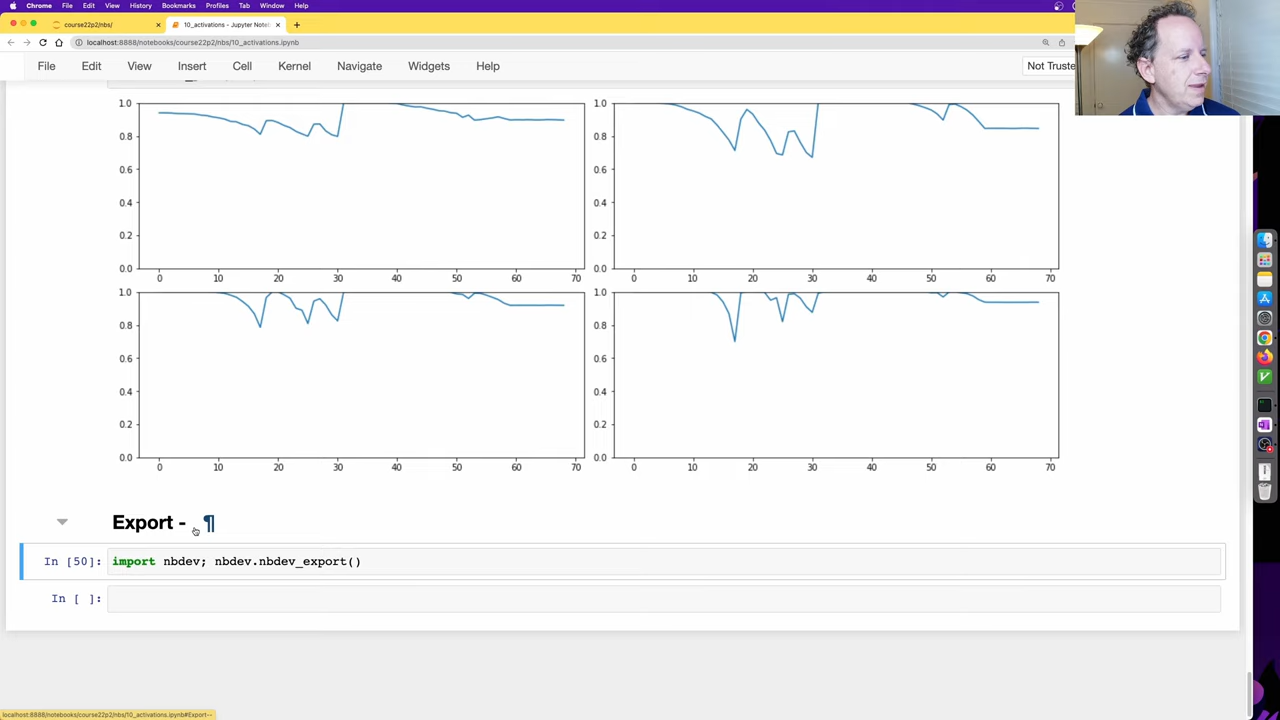 Chrome File Edit View History Bookmarks Profiles Tab Window Help
course22p2/nbs/ × 10_activations - Jupyter Note × +
localhost:8888/notebooks/course22p2/nbs/10_activations.ipynb
File Edit View Insert Cell Kernel Navigate Widgets Help Not Truste
1.0 1.0
0.8 0.8
0.6 0.6
0.4 0.4
0.2 0.2
0.0 0.0
0 10 20 30 40 50 60 70 0 10 20 30 40 50 60 70
1.0 1.0
0.8 0.8
0.6 0.6
0.4 0.4
0.2 0.2
0.0 0.0
0 10 20 30 40 50 60 70 0 10 20 30 40 50 60 70
Export - ¶
In [50]: import nbdev; nbdev.nbdev_export()
In [ ]:
localhost:8888/notebooks/course22p2/nbs/10_activations.ipynb#Export--